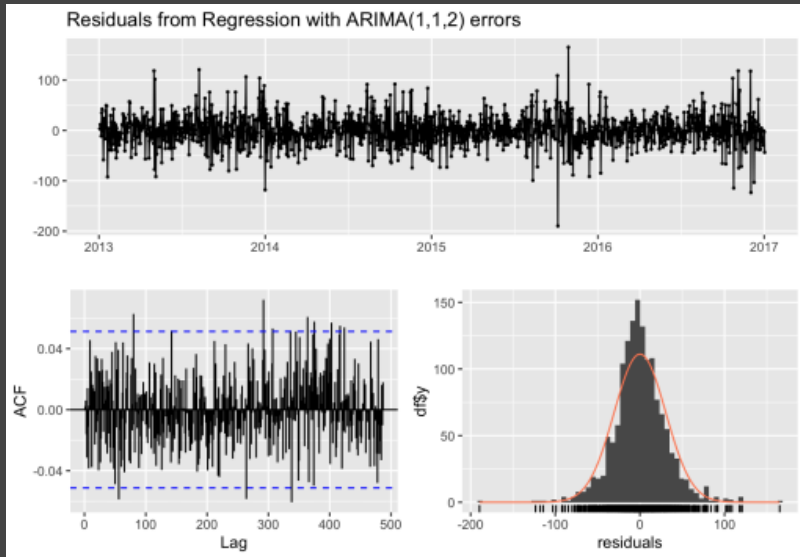 Residuals from Regression with ARIMA(1,1,2) errors
100
0
-100
-200
2013 2014 2015 2016 2017
ACF
0.04
0.00
-0.04
0 100 200 300 400 500
Lag
df$y
150
100
50
0
-200 -100 0 100
residuals